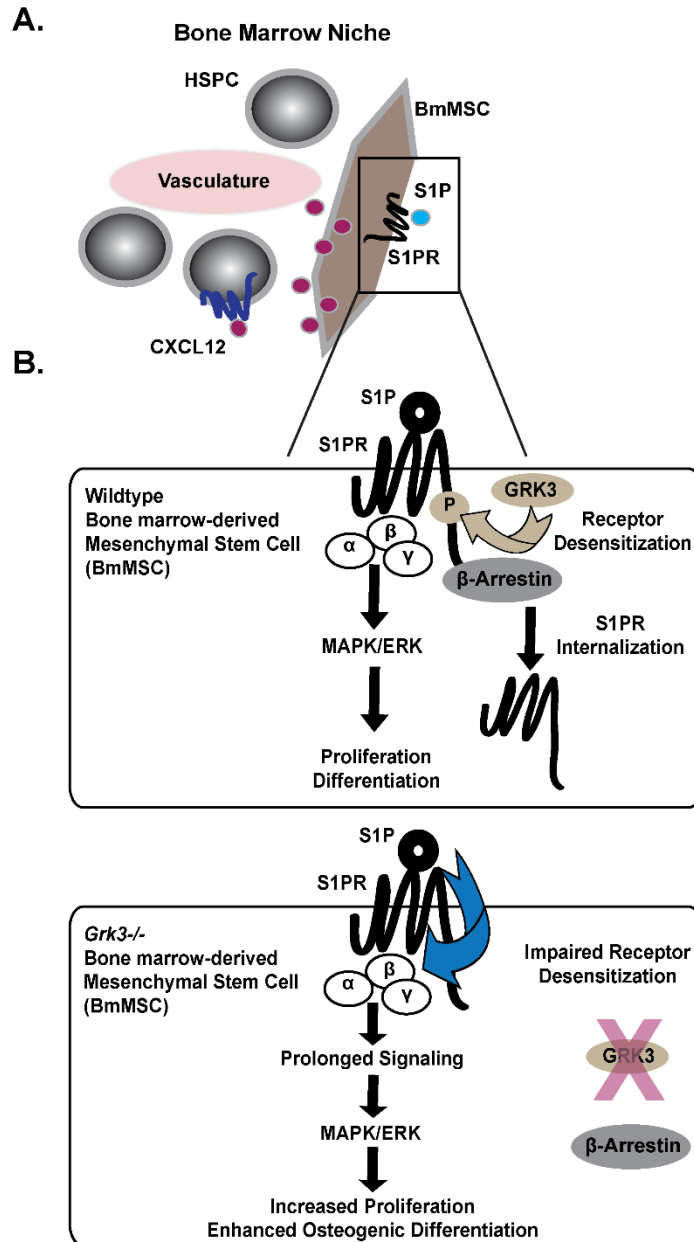 A.
Bone Marrow Niche
HSPC
BmMSC
Vasculature
S1P
S1PR
CXCL12
B.
S1P
S1PR
Wildtype
Bone marrow-derived
Mesenchymal Stem Cell
(BmMSC)
α
β
γ
P
GRK3
Receptor
Desensitization
β-Arrestin
MAPK/ERK
S1PR
Internalization
Proliferation
Differentiation
S1P
S1PR
Grk3-/-
Bone marrow-derived
Mesenchymal Stem Cell
(BmMSC)
α
β
γ
Impaired Receptor
Desensitization
GRK3
β-Arrestin
Prolonged Signaling
MAPK/ERK
Increased Proliferation
Enhanced Osteogenic Differentiation